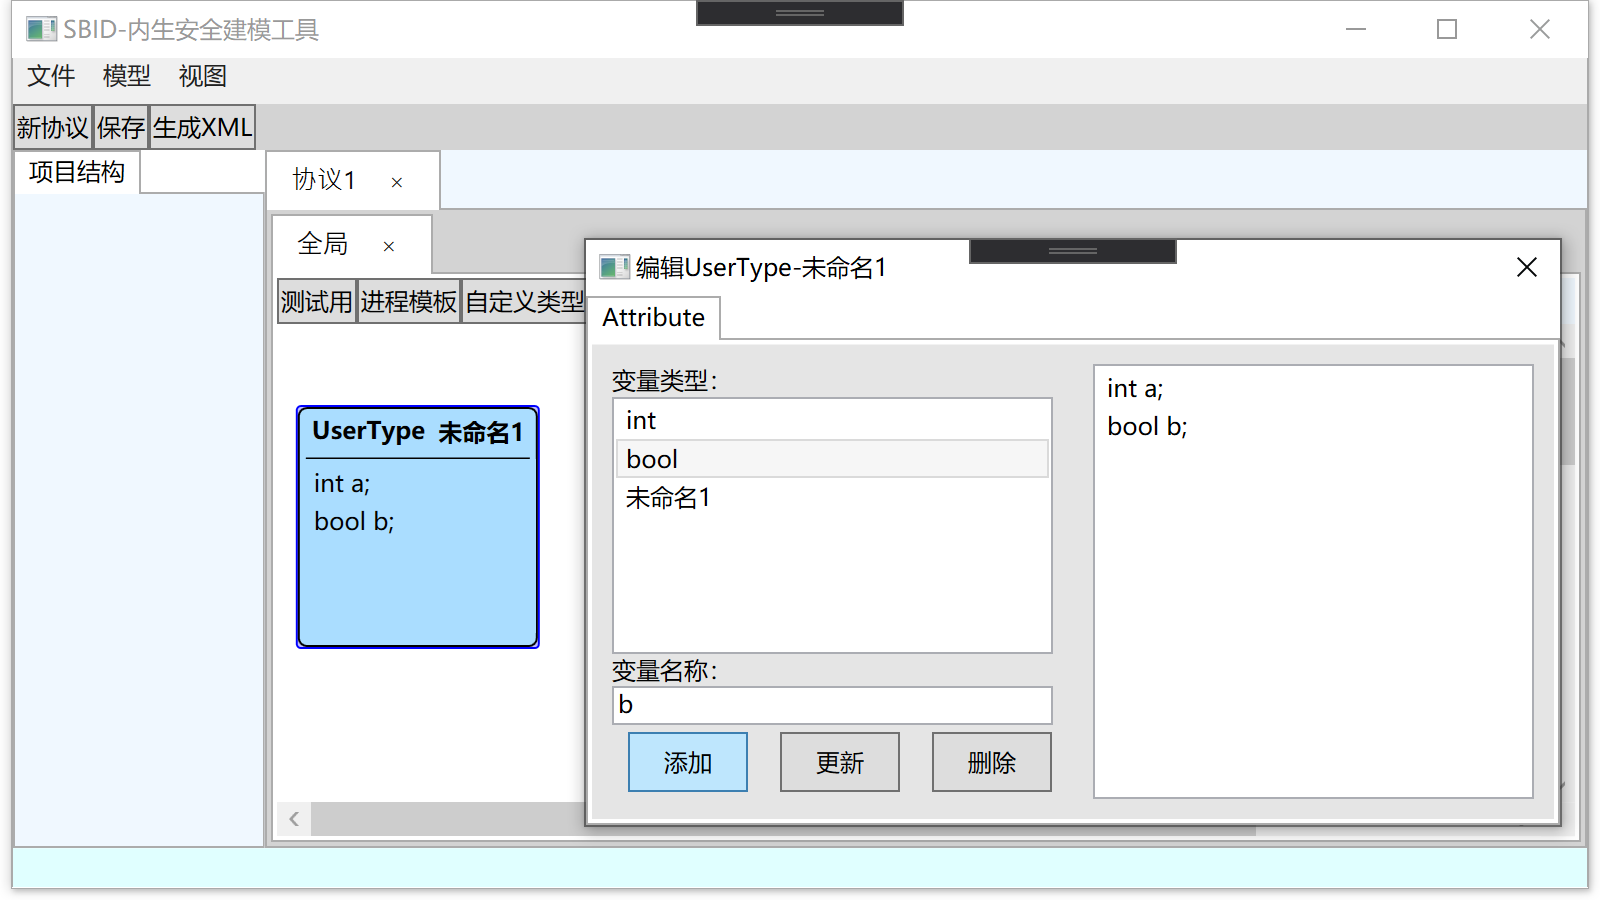 SBID-内生安全建模工具
文件 模型 视图
新协议 保存 生成XML
项目结构
协议1 ×
全局 ×
测试用 进程模板 自定义类型
UserType 未命名1
int a;
bool b;
编辑UserType-未命名1
Attribute
变量类型：
int
bool
未命名1
变量名称：
b
添加 更新 删除
int a;
bool b;